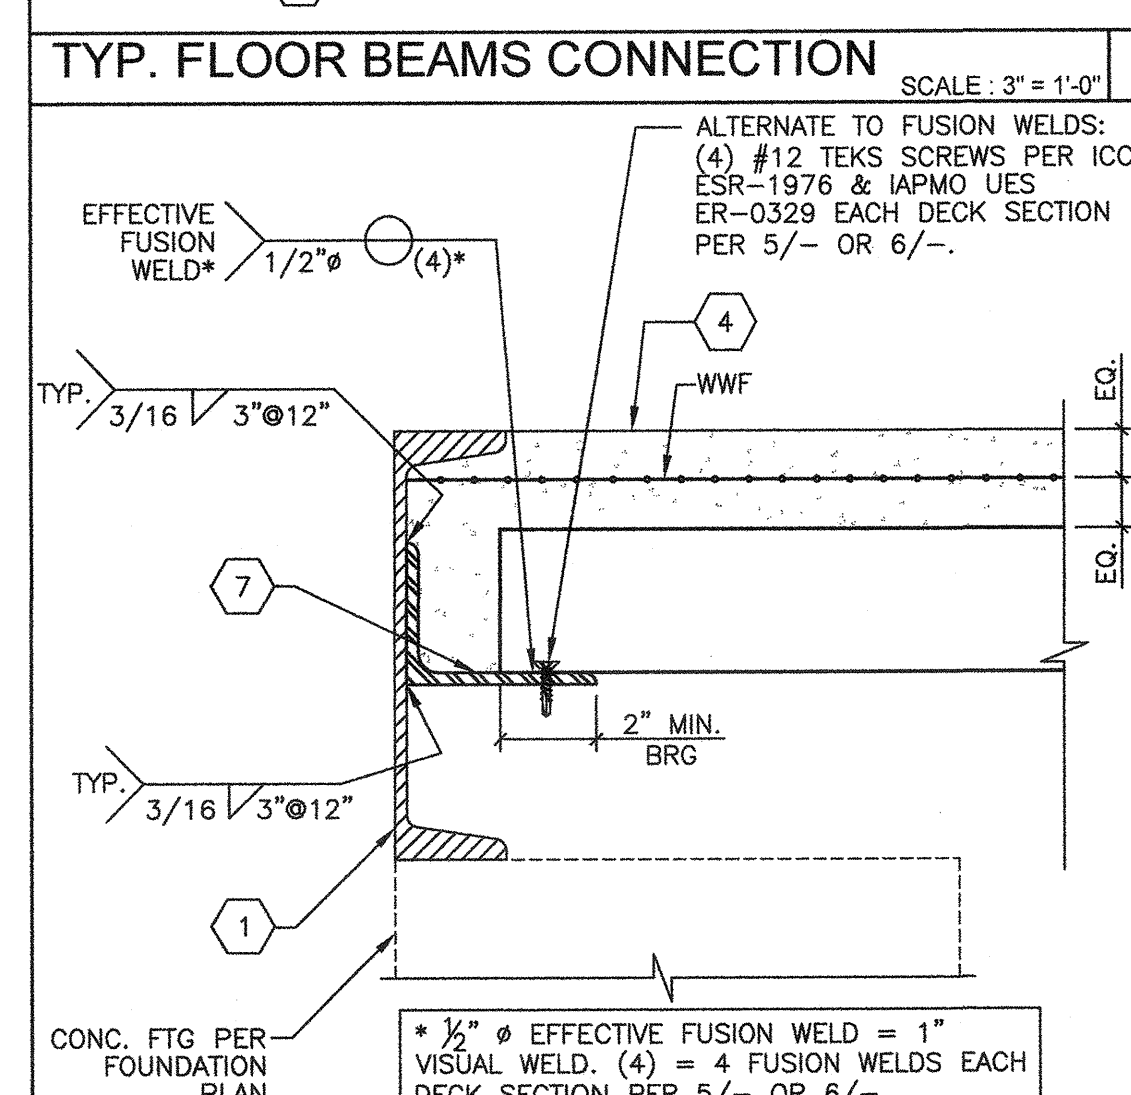 TYP. FLOOR BEAMS CONNECTION
SCALE : 3" = 1'-0"
ALTERNATE TO FUSION WELDS:
(4) #12 TEKS SCREWS PER ICC
ESR-1976 & IAPMO UES
ER-0329 EACH DECK SECTION
PER 5/- OR 6/-.
EFFECTIVE
FUSION
WELD*
1/2"ø
(4)*
4
WWF
EQ.
TYP.
3/16
3"@12"
EQ.
7
2" MIN.
BRG
TYP.
3/16
3"@12"
1
CONC. FTG PER
FOUNDATION
PLAN
* ½" ø EFFECTIVE FUSION WELD = 1"
VISUAL WELD. (4) = 4 FUSION WELDS EACH
DECK SECTION PER 5/- OR 6/-